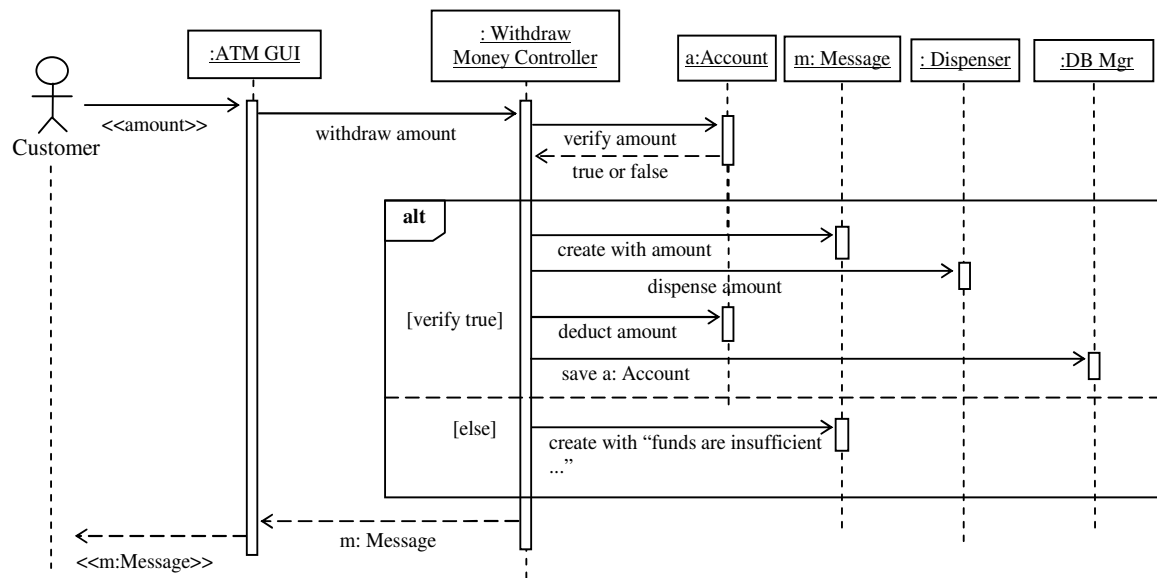 :ATM GUI
: Withdraw
Money Controller
a:Account
m: Message
: Dispenser
:DB Mgr
<<amount>>
Customer
withdraw amount
verify amount
true or false
alt
create with amount
dispense amount
[verify true]
deduct amount
save a: Account
[else]
create with “funds are insufficient
...”
m: Message
<<m:Message>>